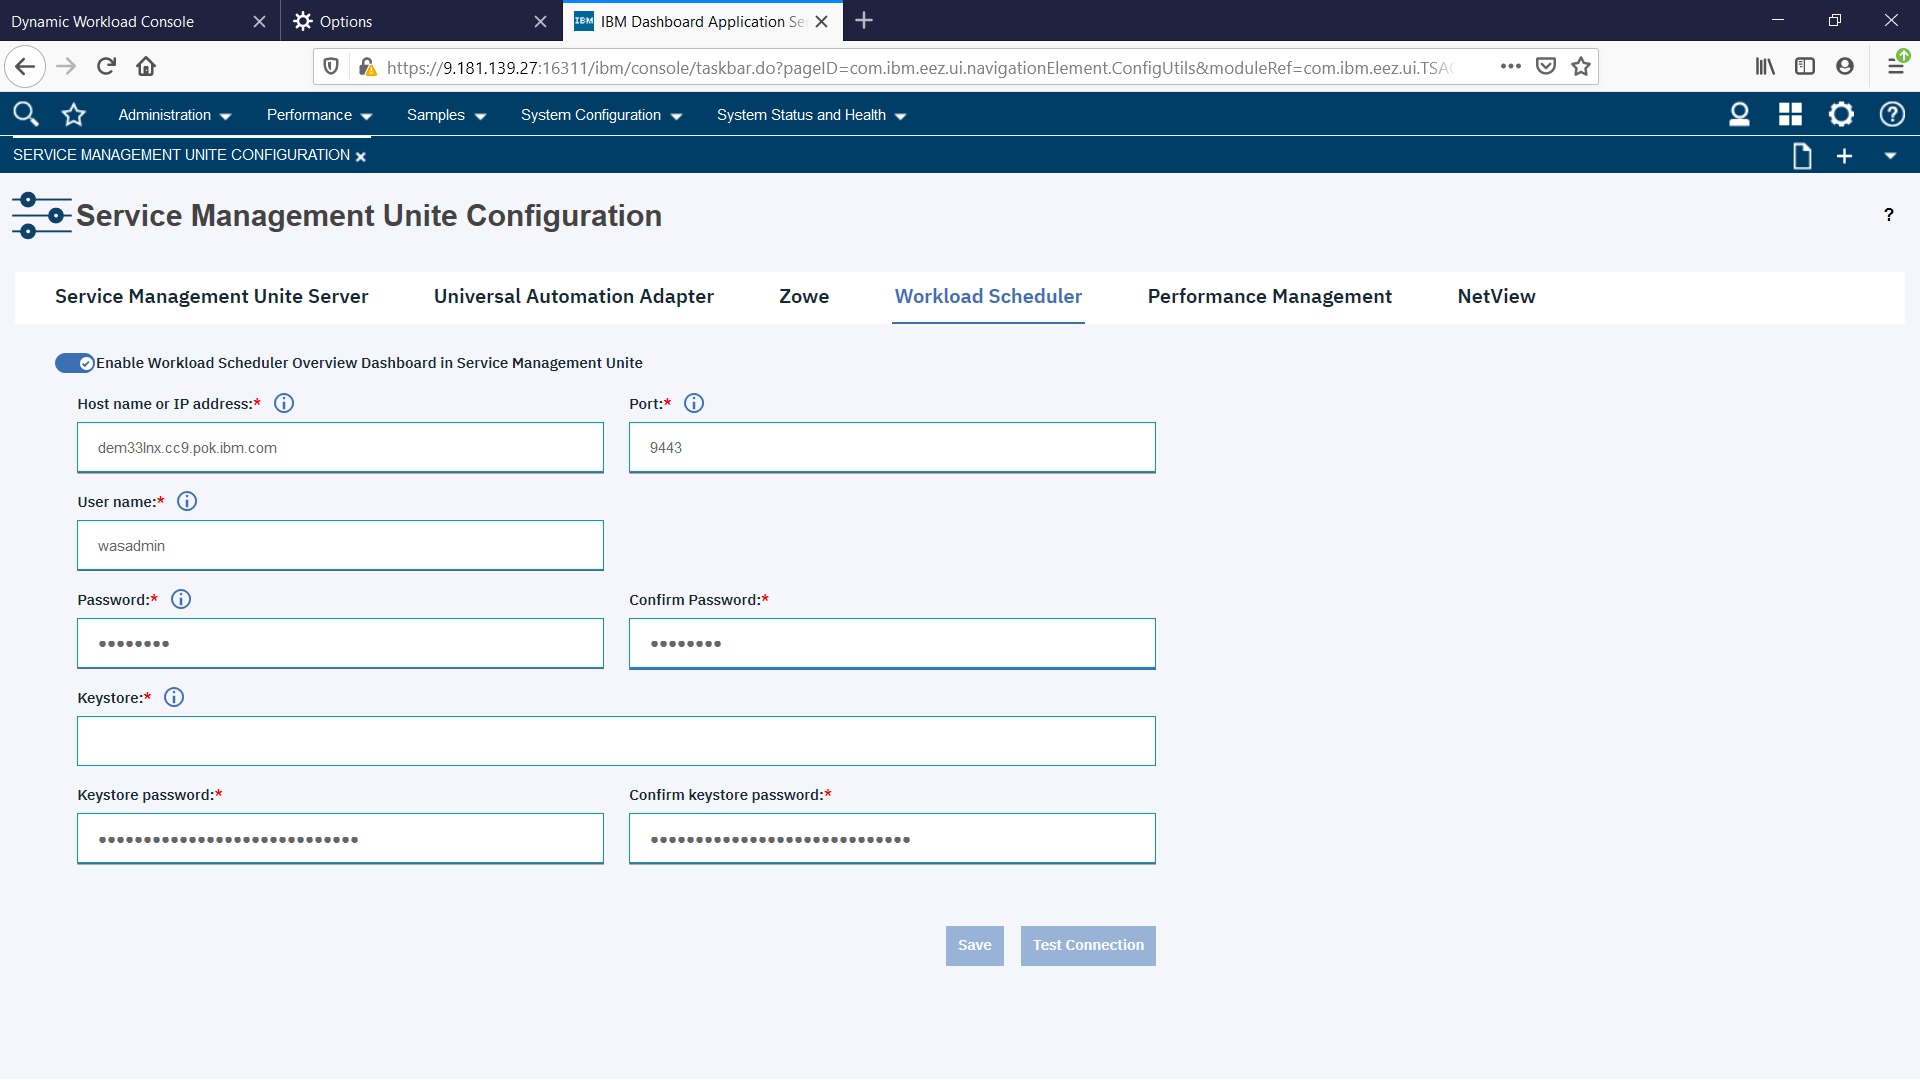 Dynamic Workload Console
Options
IBM IBM Dashboard Application Se
https://9.181.139.27:16311/ibm/console/taskbar.do?pageID=com.ibm.eez.ui.navigationElement.ConfigUtils&moduleRef=com.ibm.eez.ui.TSA
Administration Performance Samples System Configuration System Status and Health
SERVICE MANAGEMENT UNITE CONFIGURATION
Service Management Unite Configuration
?
Service Management Unite Server Universal Automation Adapter Zowe Workload Scheduler Performance Management NetView
Enable Workload Scheduler Overview Dashboard in Service Management Unite
Host name or IP address:* Port:*
dem33lnx.cc9.pok.ibm.com 9443
User name:*
wasadmin
Password:* Confirm Password:*
•••••••• ••••••••
Keystore:*
Keystore password:* Confirm keystore password:*
••••••••••••••••••••••••••••• •••••••••••••••••••••••••••••
Save Test Connection